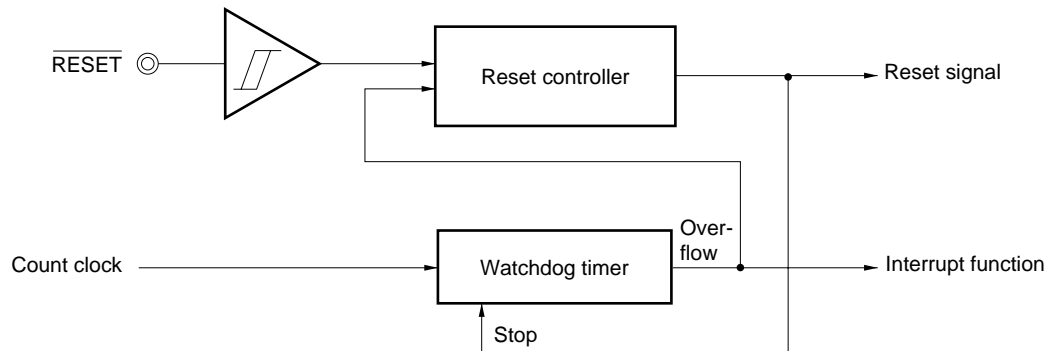 RESET
Reset controller
Reset signal
Over-
flow
Count clock
Watchdog timer
Interrupt function
Stop